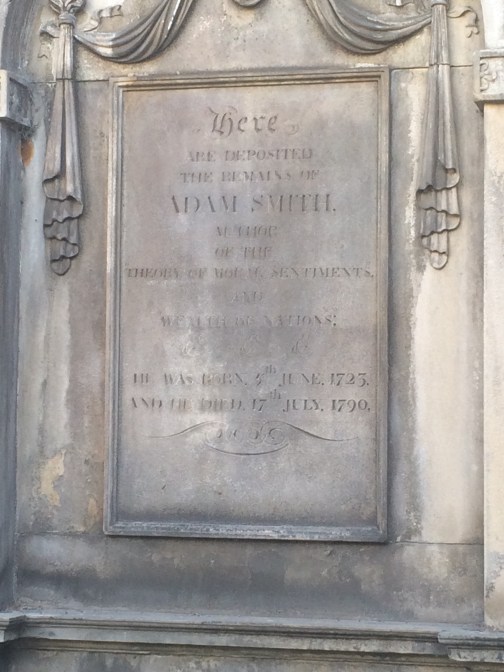 Here
ARE DEPOSITED
THE REMAINS OF
ADAM SMITH.
AUTHOR
OF THE
THEORY OF MORAL SENTIMENTS,
AND
WEALTH OF NATIONS:
&c &c &c
HE WAS BORN, 5th JUNE, 1723.
AND HE DIED, 17th JULY, 1790.